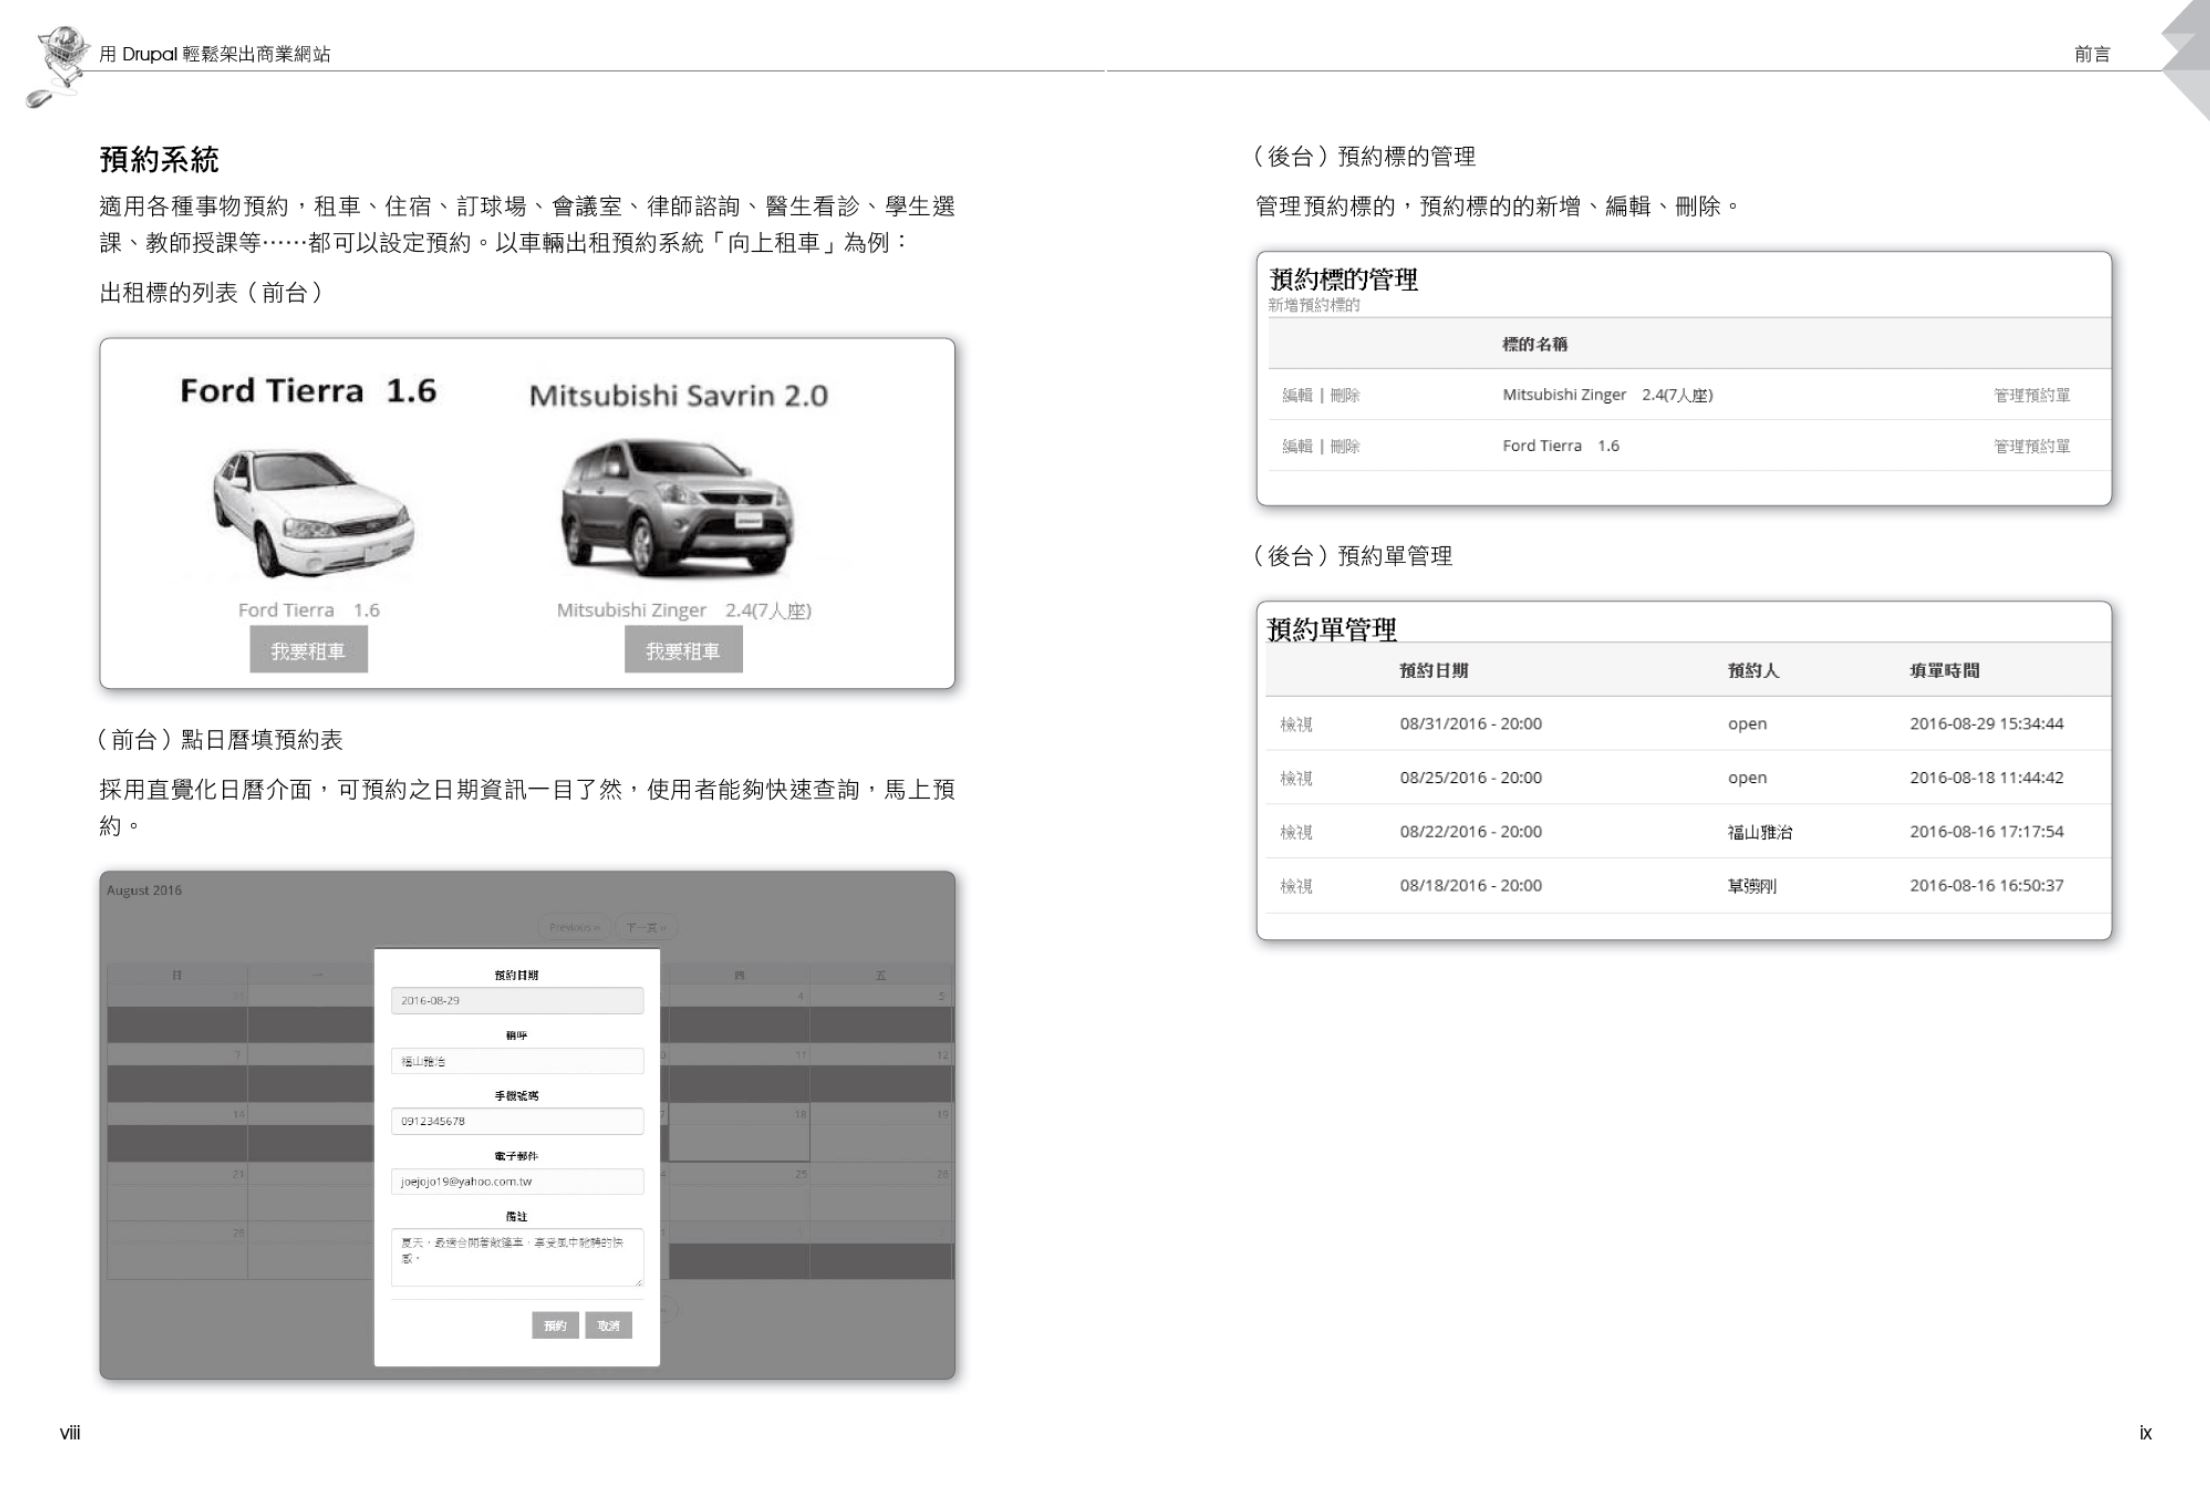 用 Drupal 輕鬆架出商業網站
預約系統
適用各種事物預約，租車、住宿、訂球場、會議室、律師諮詢、醫生看診、學生選
課、教師授課等……都可以設定預約。以車輛出租預約系統「向上租車」為例：
出租標的列表（前台）
Ford Tierra 1.6
Mitsubishi Savrin 2.0
Ford Tierra 1.6
Mitsubishi Zinger 2.4(7人座)
我要租車
我要租車
（前台）點日曆填預約表
採用直覺化日曆介面，可預約之日期資訊一目了然，使用者能夠快速查詢，馬上預
約。
August 2016
Previous »
下一頁 »
日 一 四 五
4 5
7 11 12
14 18 19
21 25 26
28
預約日期
2016-08-29
稱呼
福山雅治
手機號碼
0912345678
電子郵件
joejojo19@yahoo.com.tw
備註
夏天，最適合開著敞篷車，享受風中馳騁的快
感。
預約 取消
viii
前言
（後台）預約標的管理
管理預約標的，預約標的的新增、編輯、刪除。
預約標的管理
新增預約標的
標的名稱
編輯 | 刪除 Mitsubishi Zinger 2.4(7人座) 管理預約單
編輯 | 刪除 Ford Tierra 1.6 管理預約單
（後台）預約單管理
預約單管理
預約日期 預約人 填單時間
檢視 08/31/2016 - 20:00 open 2016-08-29 15:34:44
檢視 08/25/2016 - 20:00 open 2016-08-18 11:44:42
檢視 08/22/2016 - 20:00 福山雅治 2016-08-16 17:17:54
檢視 08/18/2016 - 20:00 草彅剛 2016-08-16 16:50:37
ix